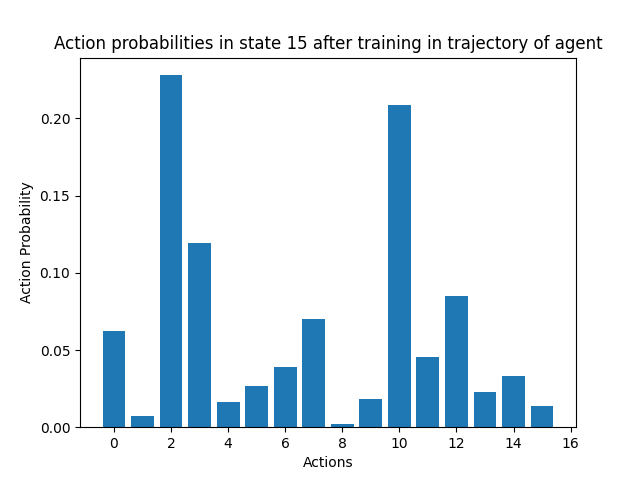 Action probabilities in state 15 after training in trajectory of agent
0.20
0.15
0.10
0.05
0.00
Action Probability
0 2 4 6 8 10 12 14 16
Actions